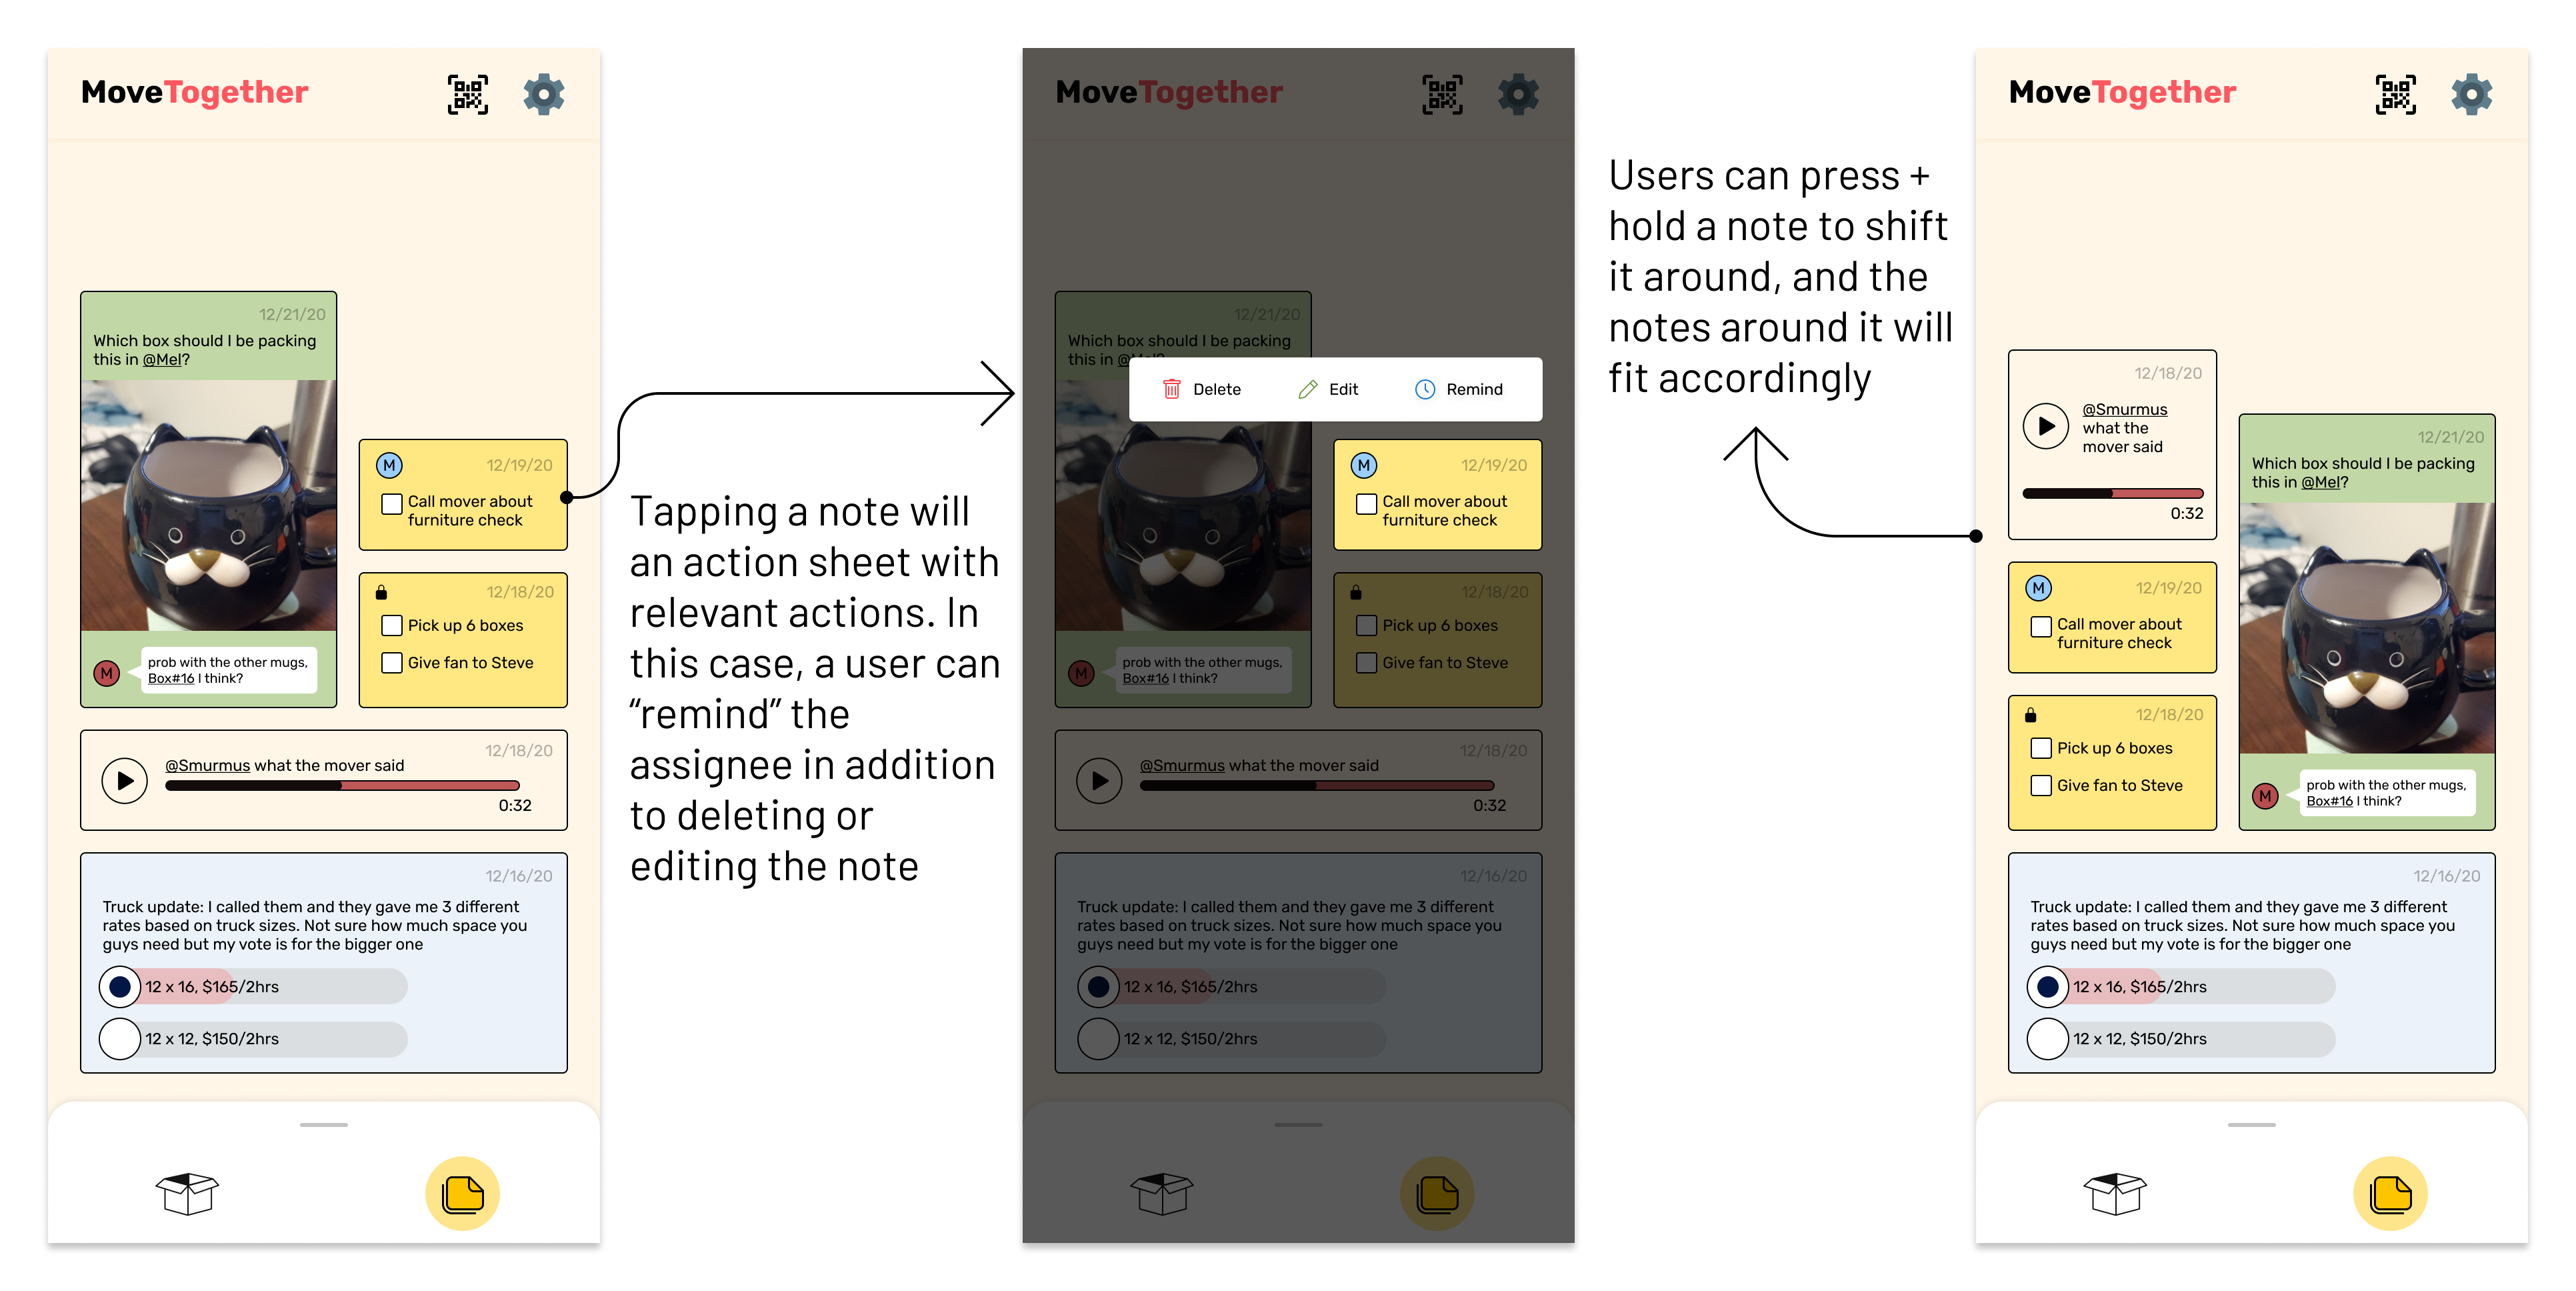 MoveTogether
12/21/20
Which box should I be packing
this in @Mel?
M
prob with the other mugs,
Box#16 I think?
M
12/19/20
Call mover about
furniture check
12/18/20
Pick up 6 boxes
Give fan to Steve
12/18/20
@Smurmus what the mover said
0:32
12/16/20
Truck update: I called them and they gave me 3 different
rates based on truck sizes. Not sure how much space you
guys need but my vote is for the bigger one
12 x 16, $165/2hrs
12 x 12, $150/2hrs
Tapping a note will
an action sheet with
relevant actions. In
this case, a user can
“remind” the
assignee in addition
to deleting or
editing the note
MoveTogether
12/21/20
Which box should I be packing
this in @Mel?
Delete
Edit
Remind
M
prob with the other mugs,
Box#16 I think?
M
12/19/20
Call mover about
furniture check
12/18/20
Pick up 6 boxes
Give fan to Steve
12/18/20
@Smurmus what the mover said
0:32
12/16/20
Truck update: I called them and they gave me 3 different
rates based on truck sizes. Not sure how much space you
guys need but my vote is for the bigger one
12 x 16, $165/2hrs
12 x 12, $150/2hrs
Users can press +
hold a note to shift
it around, and the
notes around it will
fit accordingly
MoveTogether
12/18/20
@Smurmus
what the
mover said
0:32
M
12/19/20
Call mover about
furniture check
12/18/20
Pick up 6 boxes
Give fan to Steve
12/21/20
Which box should I be packing
this in @Mel?
M
prob with the other mugs,
Box#16 I think?
12/16/20
Truck update: I called them and they gave me 3 different
rates based on truck sizes. Not sure how much space you
guys need but my vote is for the bigger one
12 x 16, $165/2hrs
12 x 12, $150/2hrs